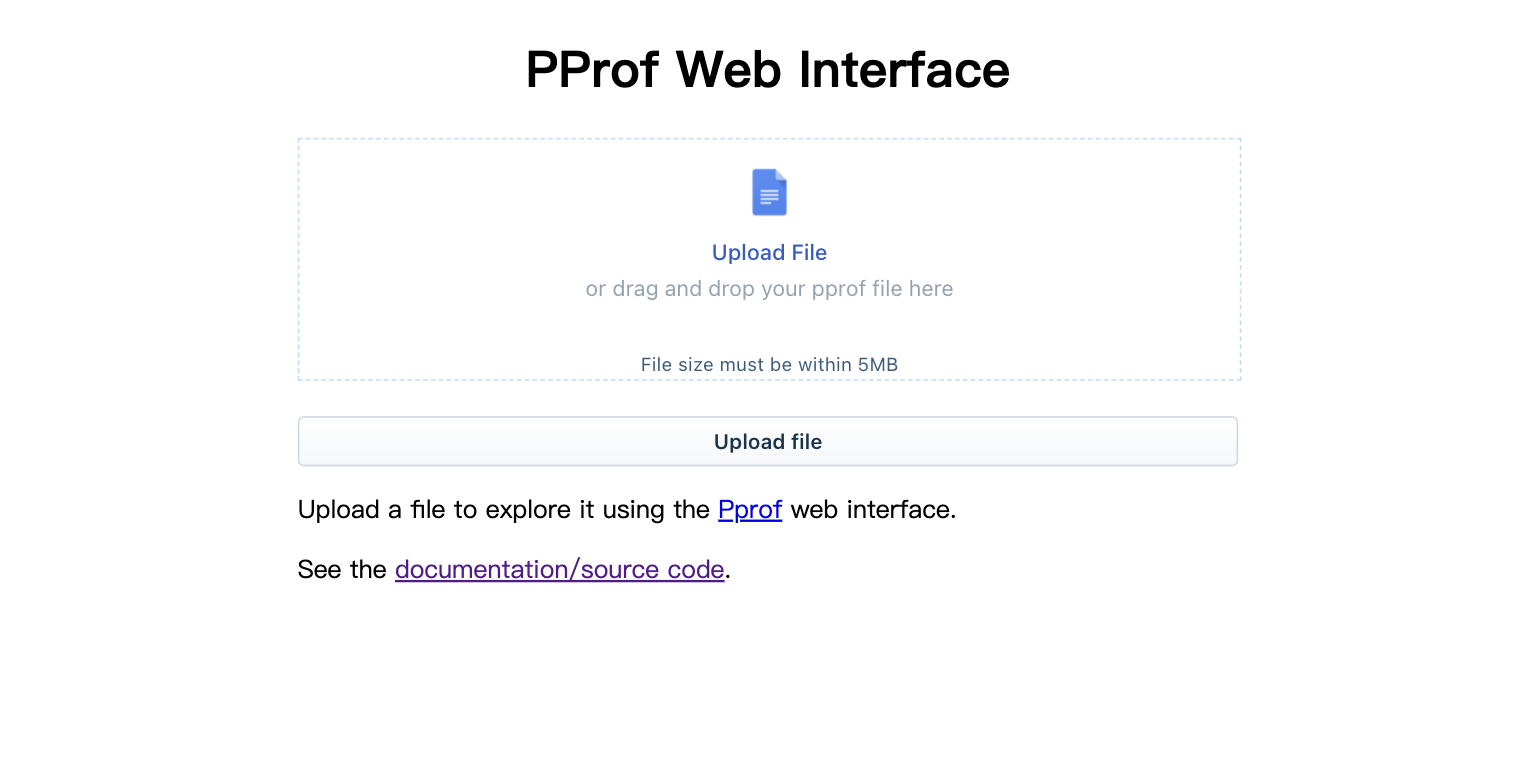 PProf Web Interface
Upload File
or drag and drop your pprof file here
File size must be within 5MB
Upload file
Upload a file to explore it using the Pprof web interface.
See the documentation/source code.